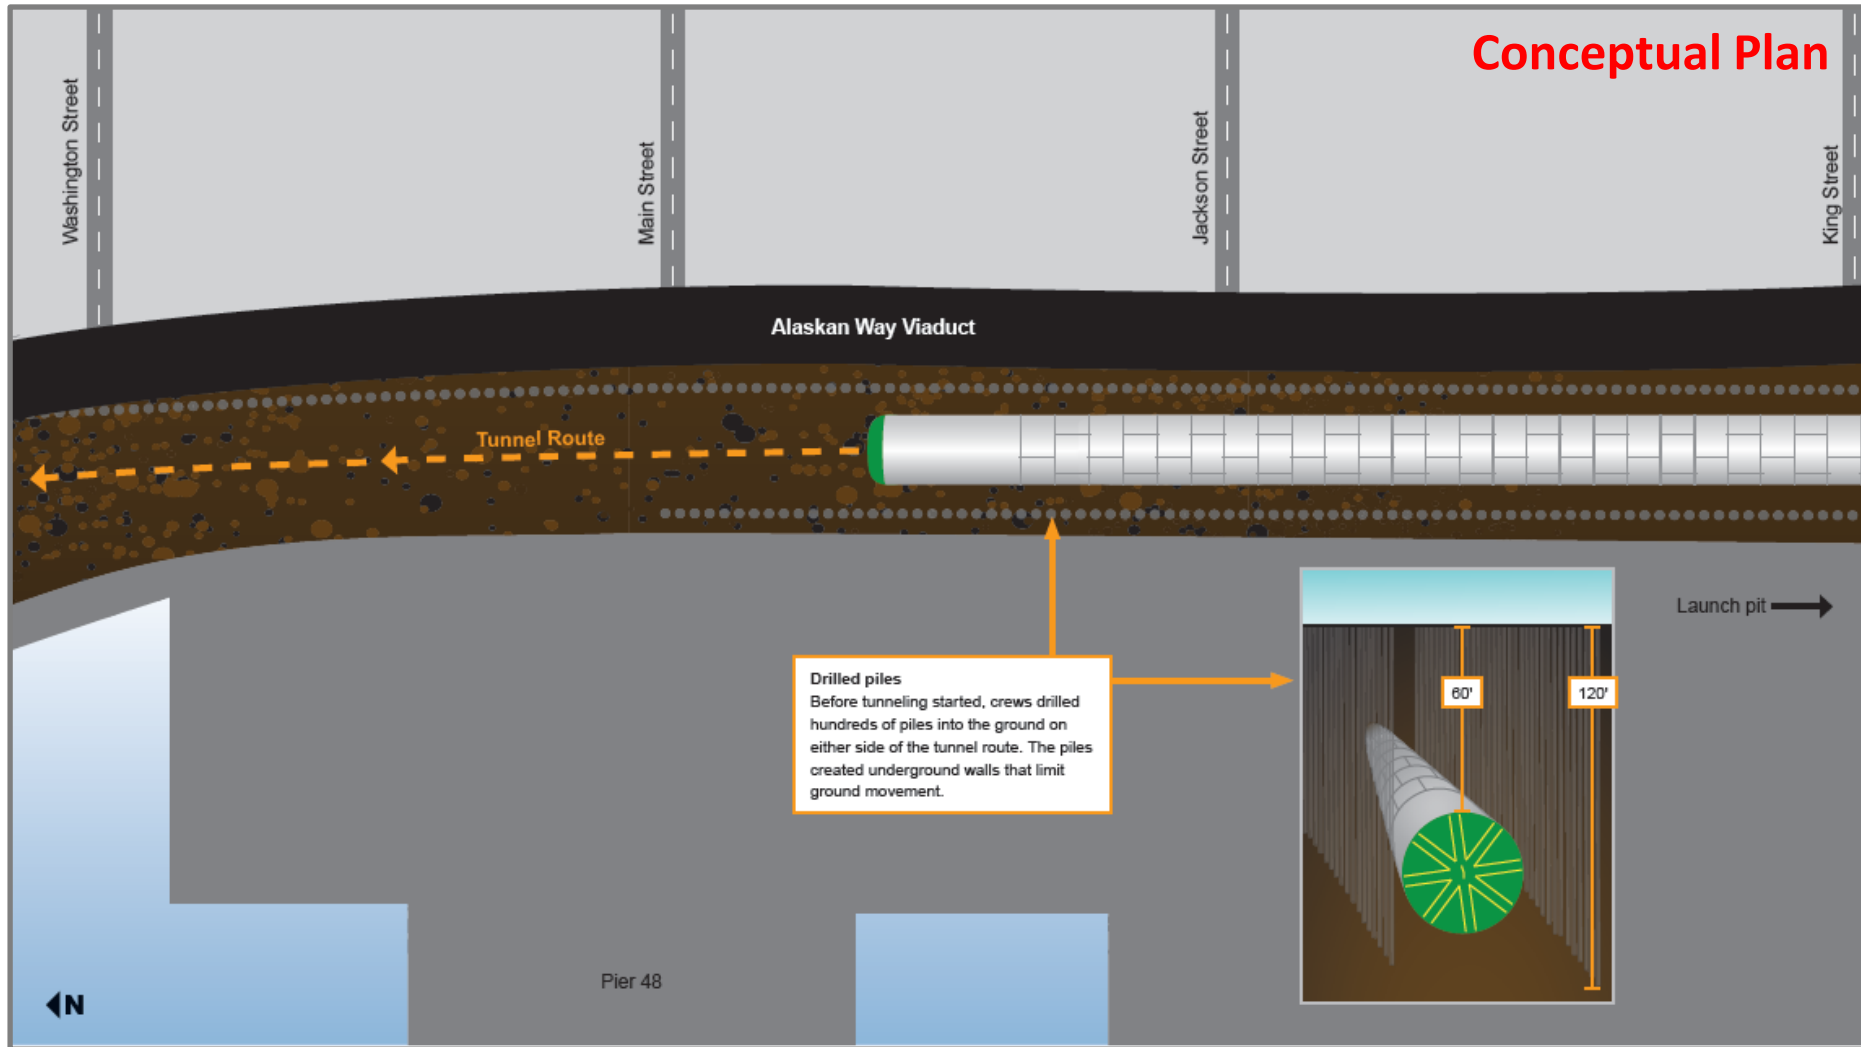 Conceptual Plan
Washington Street
Main Street
Jackson Street
King Street
Alaskan Way Viaduct
Tunnel Route
Launch pit
Drilled piles
Before tunneling started, crews drilled
hundreds of piles into the ground on
either side of the tunnel route. The piles
created underground walls that limit
ground movement.
60'
120'
Pier 48
N